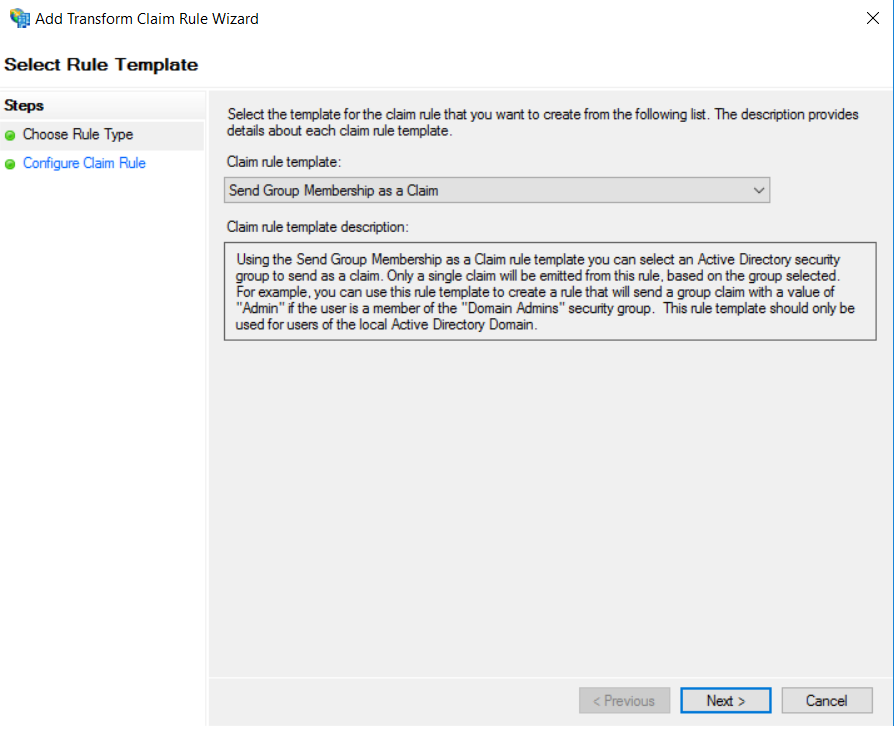 Add Transform Claim Rule Wizard
Select Rule Template
Steps
Choose Rule Type
Configure Claim Rule
Select the template for the claim rule that you want to create from the following list. The description provides
details about each claim rule template.
Claim rule template:
Send Group Membership as a Claim
Claim rule template description:
Using the Send Group Membership as a Claim rule template you can select an Active Directory security
group to send as a claim. Only a single claim will be emitted from this rule, based on the group selected.
For example, you can use this rule template to create a rule that will send a group claim with a value of
"Admin" if the user is a member of the "Domain Admins" security group.  This rule template should only be
used for users of the local Active Directory Domain.
< Previous
Next >
Cancel